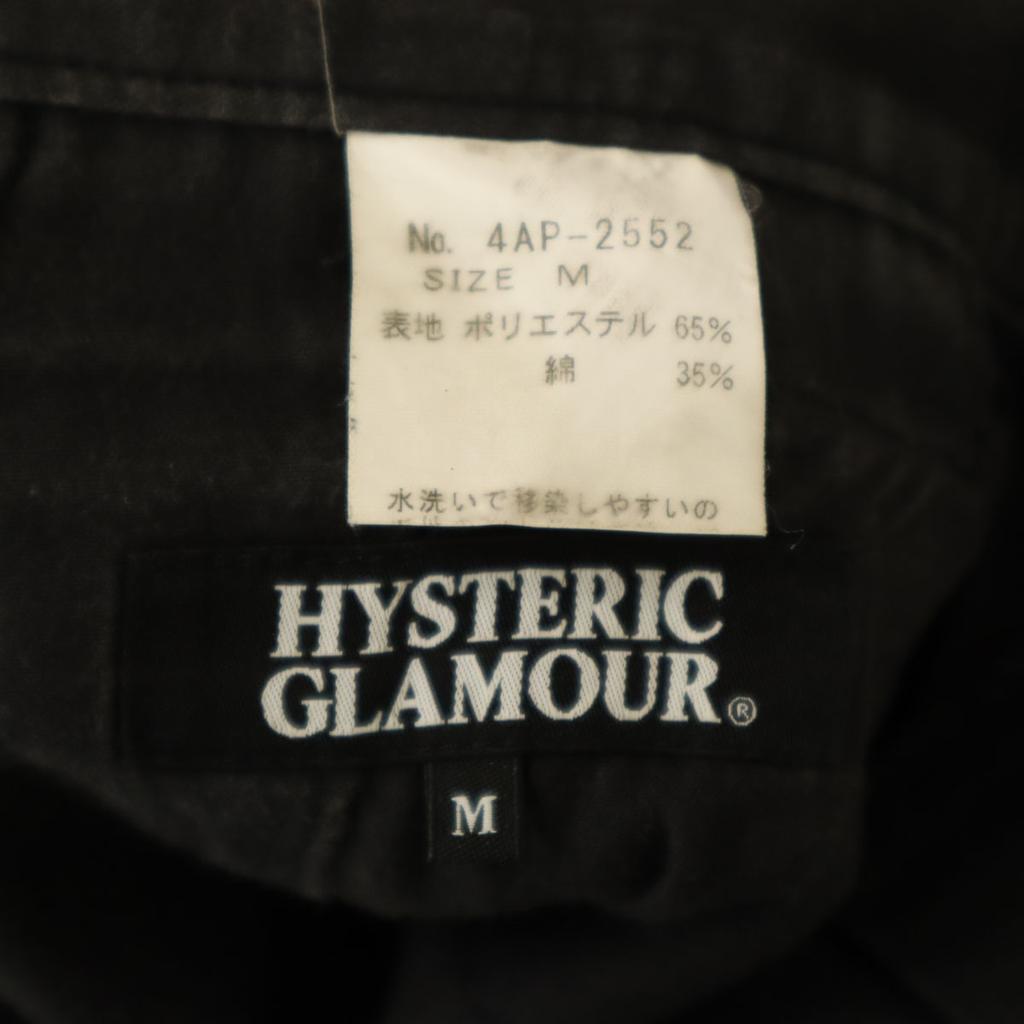 No. 4AP-2552
SIZE M
表地 ポリエステル 65%
綿 35%
水洗いで移染しやすいの
HYSTERIC
GLAMOUR®
M